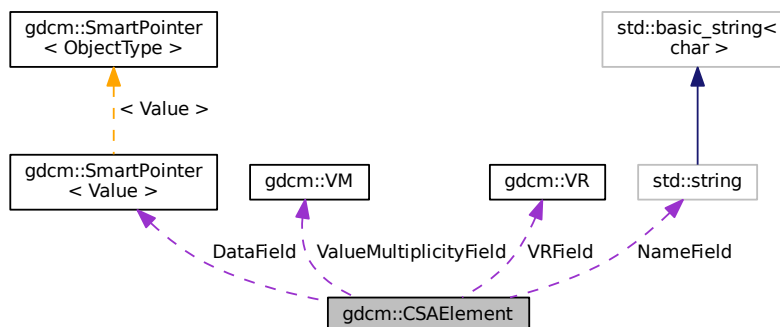 gdcm::SmartPointer
< ObjectType >
std::basic_string<
char >
< Value >
gdcm::SmartPointer
< Value >
gdcm::VM
gdcm::VR
std::string
DataField
ValueMultiplicityField
VRField
NameField
gdcm::CSAElement